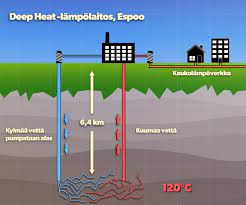 Deep Heat -lämpölaitos, Espoo
Kaukolämpöverkko
6,4 km
Kylmää vettä
pumpataan alas
Kuumaa vettä
120°C